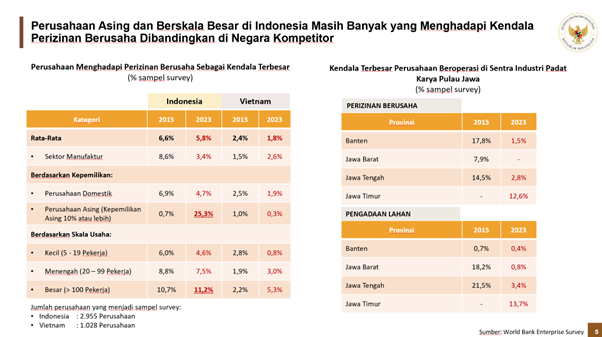 Perusahaan Asing dan Berskala Besar di Indonesia Masih Banyak yang Menghadapi Kendala
Perizinan Berusaha Dibandingkan di Negara Kompetitor
Perusahaan Menghadapi Perizinan Berusaha Sebagai Kendala Terbesar
(% sampel survey)
Indonesia Vietnam
Kategori 2015 2023 2015 2023
Rata-Rata 6,6% 5,8% 2,4% 1,8%
• Sektor Manufaktur 8,6% 3,4% 1,5% 2,6%
Berdasarkan Kepemilikan:
• Perusahaan Domestik 6,9% 4,7% 2,5% 1,9%
• Perusahaan Asing (Kepemilikan
Asing 10% atau lebih) 0,7% 25,3% 1,0% 0,3%
Berdasarkan Skala Usaha:
• Kecil (5 - 19 Pekerja) 6,0% 4,6% 2,8% 0,8%
• Menengah (20 – 99 Pekerja) 8,8% 7,5% 1,9% 3,0%
• Besar (> 100 Pekerja) 10,7% 11,2% 2,2% 5,3%
Jumlah perusahaan yang menjadi sampel survey:
• Indonesia : 2.955 Perusahaan
• Vietnam : 1.028 Perusahaan
Kendala Terbesar Perusahaan Beroperasi di Sentra Industri Padat
Karya Pulau Jawa
(% sampel survey)
PERIZINAN BERUSAHA
Provinsi 2015 2023
Banten 17,8% 1,5%
Jawa Barat 7,9% -
Jawa Tengah 14,5% 2,8%
Jawa Timur - 12,6%
PENGADAAN LAHAN
Provinsi 2015 2023
Banten 0,7% 0,4%
Jawa Barat 18,2% 0,8%
Jawa Tengah 21,5% 3,4%
Jawa Timur - 13,7%
Sumber: World Bank Enterprise Survey 5